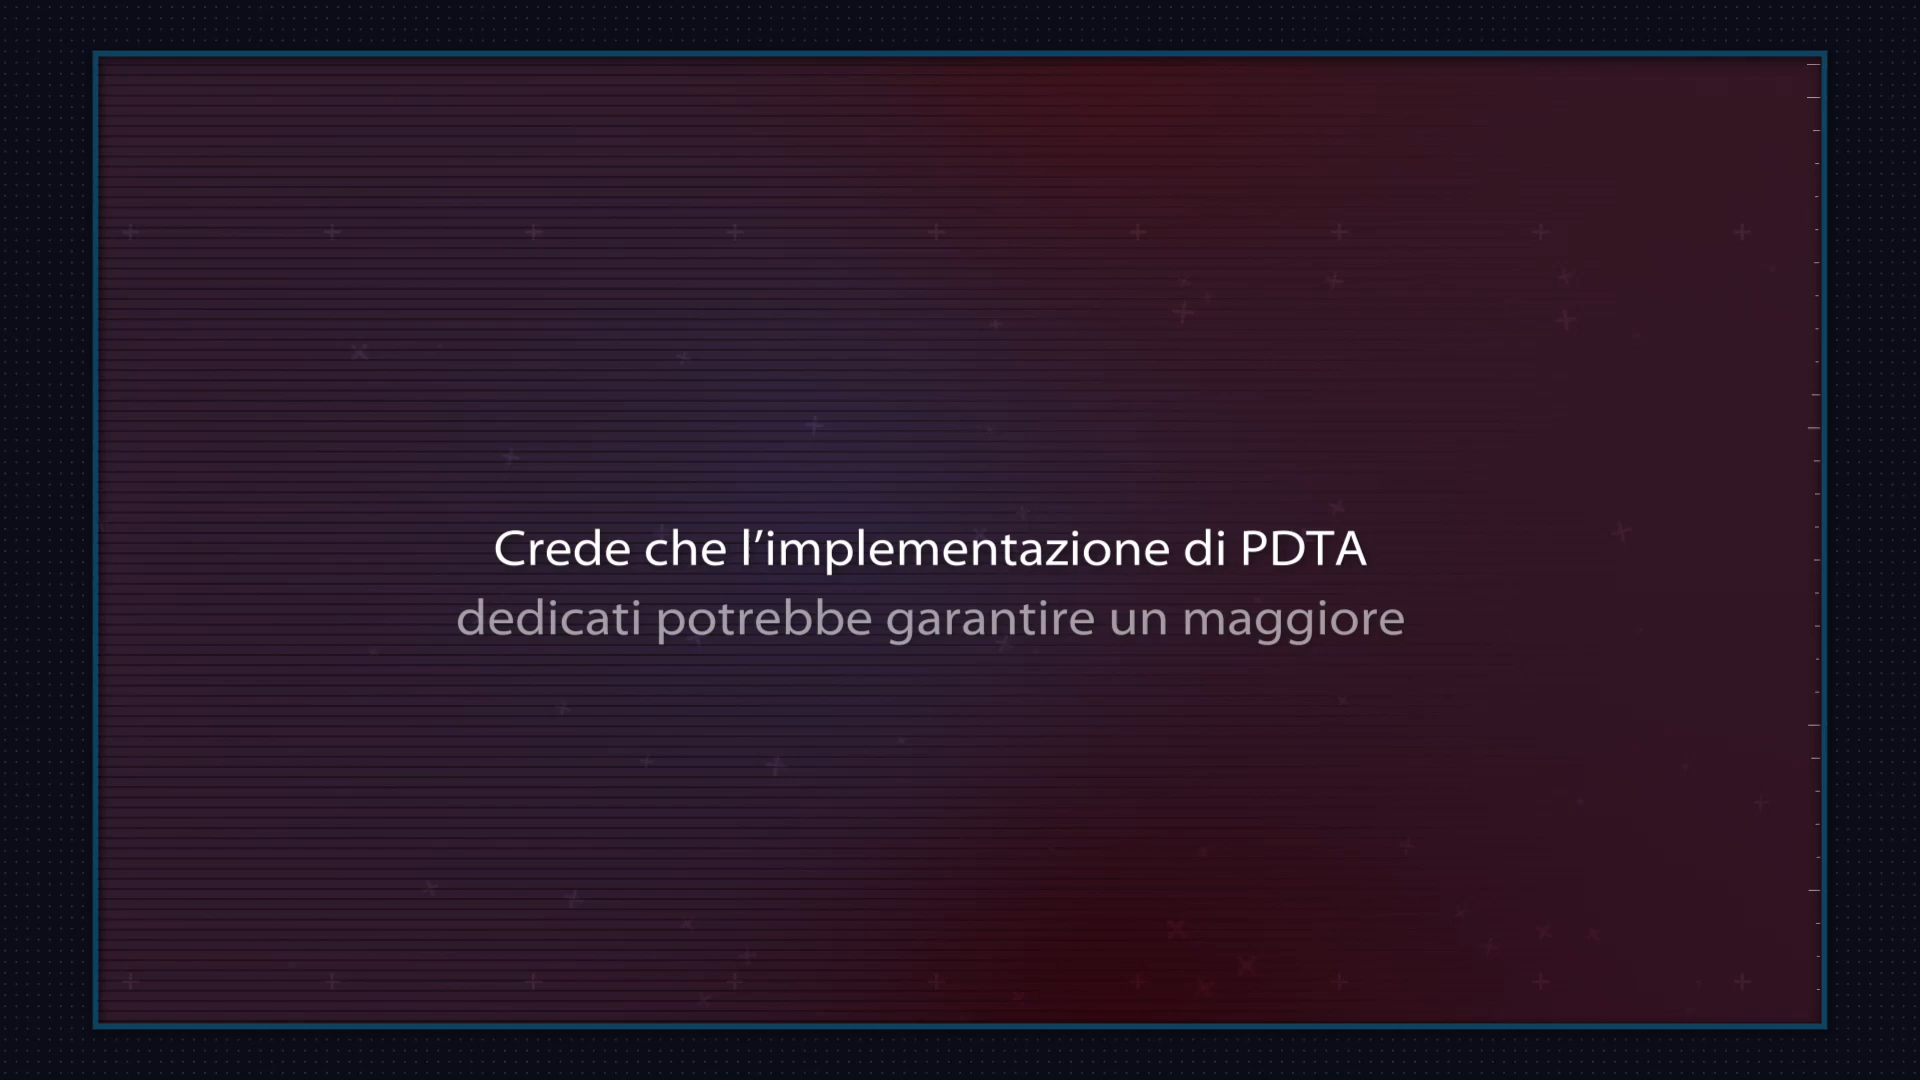 Crede che l’implementazione di PDTA
dedicati potrebbe garantire un maggiore